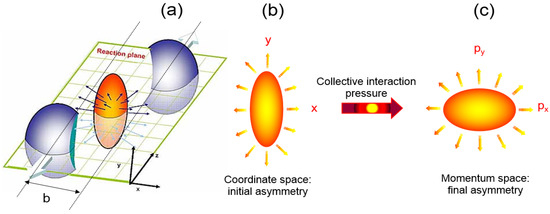 (a)
Reaction plane
b
y
z
x
(b)
y
x
Coordinate space:
initial asymmetry
Collective interaction
pressure
(c)
py
px
Momentum space:
final asymmetry